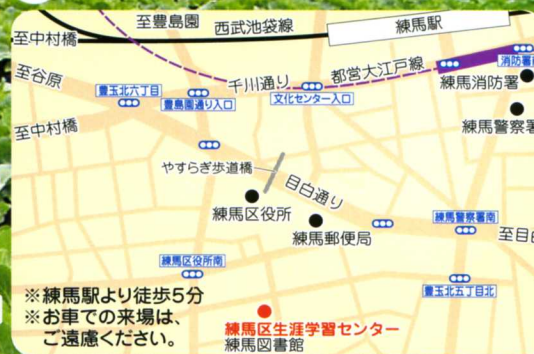 至豊島園
西武池袋線
練馬駅
至中村橋
至谷原
千川通り
都営大江戸線
消防署
練馬消防署
豊玉北六丁目
豊島園通り入口
文化センター入口
練馬警察署
至中村橋
やすらぎ歩道橋
目白通り
練馬区役所
練馬郵便局
練馬警察署南
至目白
練馬区役所南
豊玉北五丁目北
※練馬駅より徒歩5分
※お車での来場は、
ご遠慮ください。
練馬区生涯学習センター
練馬図書館